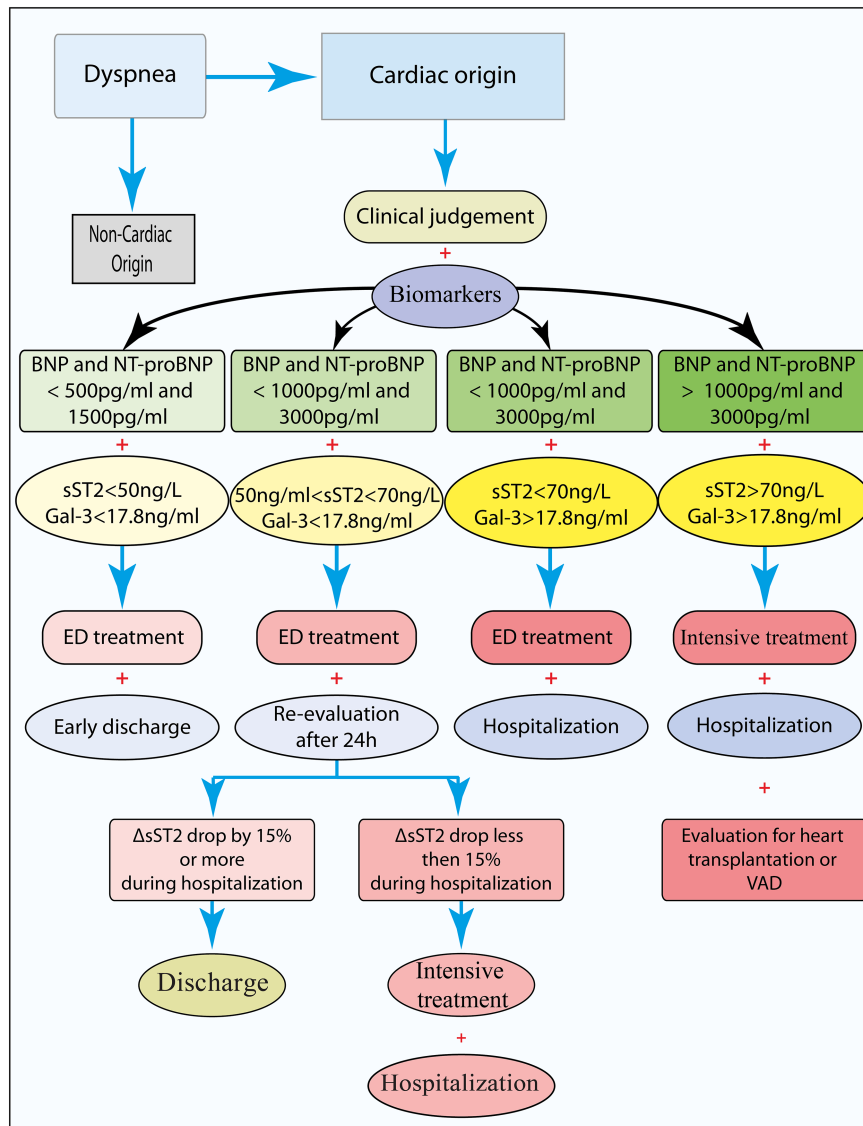 Dyspnea
Cardiac origin
Non-Cardiac
Origin
Clinical judgement
+
Biomarkers
BNP and NT-proBNP
< 500pg/ml and
1500pg/ml
BNP and NT-proBNP
< 1000pg/ml and
3000pg/ml
BNP and NT-proBNP
< 1000pg/ml and
3000pg/ml
BNP and NT-proBNP
> 1000pg/ml and
3000pg/ml
+
+
+
+
sST2<50ng/L
Gal-3<17.8ng/ml
50ng/ml<sST2<70ng/L
Gal-3<17.8ng/ml
sST2<70ng/L
Gal-3>17.8ng/ml
sST2>70ng/L
Gal-3>17.8ng/ml
ED treatment
ED treatment
ED treatment
Intensive treatment
+
+
+
+
Early discharge
Re-evaluation
after 24h
Hospitalization
Hospitalization
+
ΔsST2 drop by 15%
or more
during hospitalization
ΔsST2 drop less
then 15%
during hospitalization
Evaluation for heart
transplantation or
VAD
Discharge
Intensive
treatment
+
Hospitalization